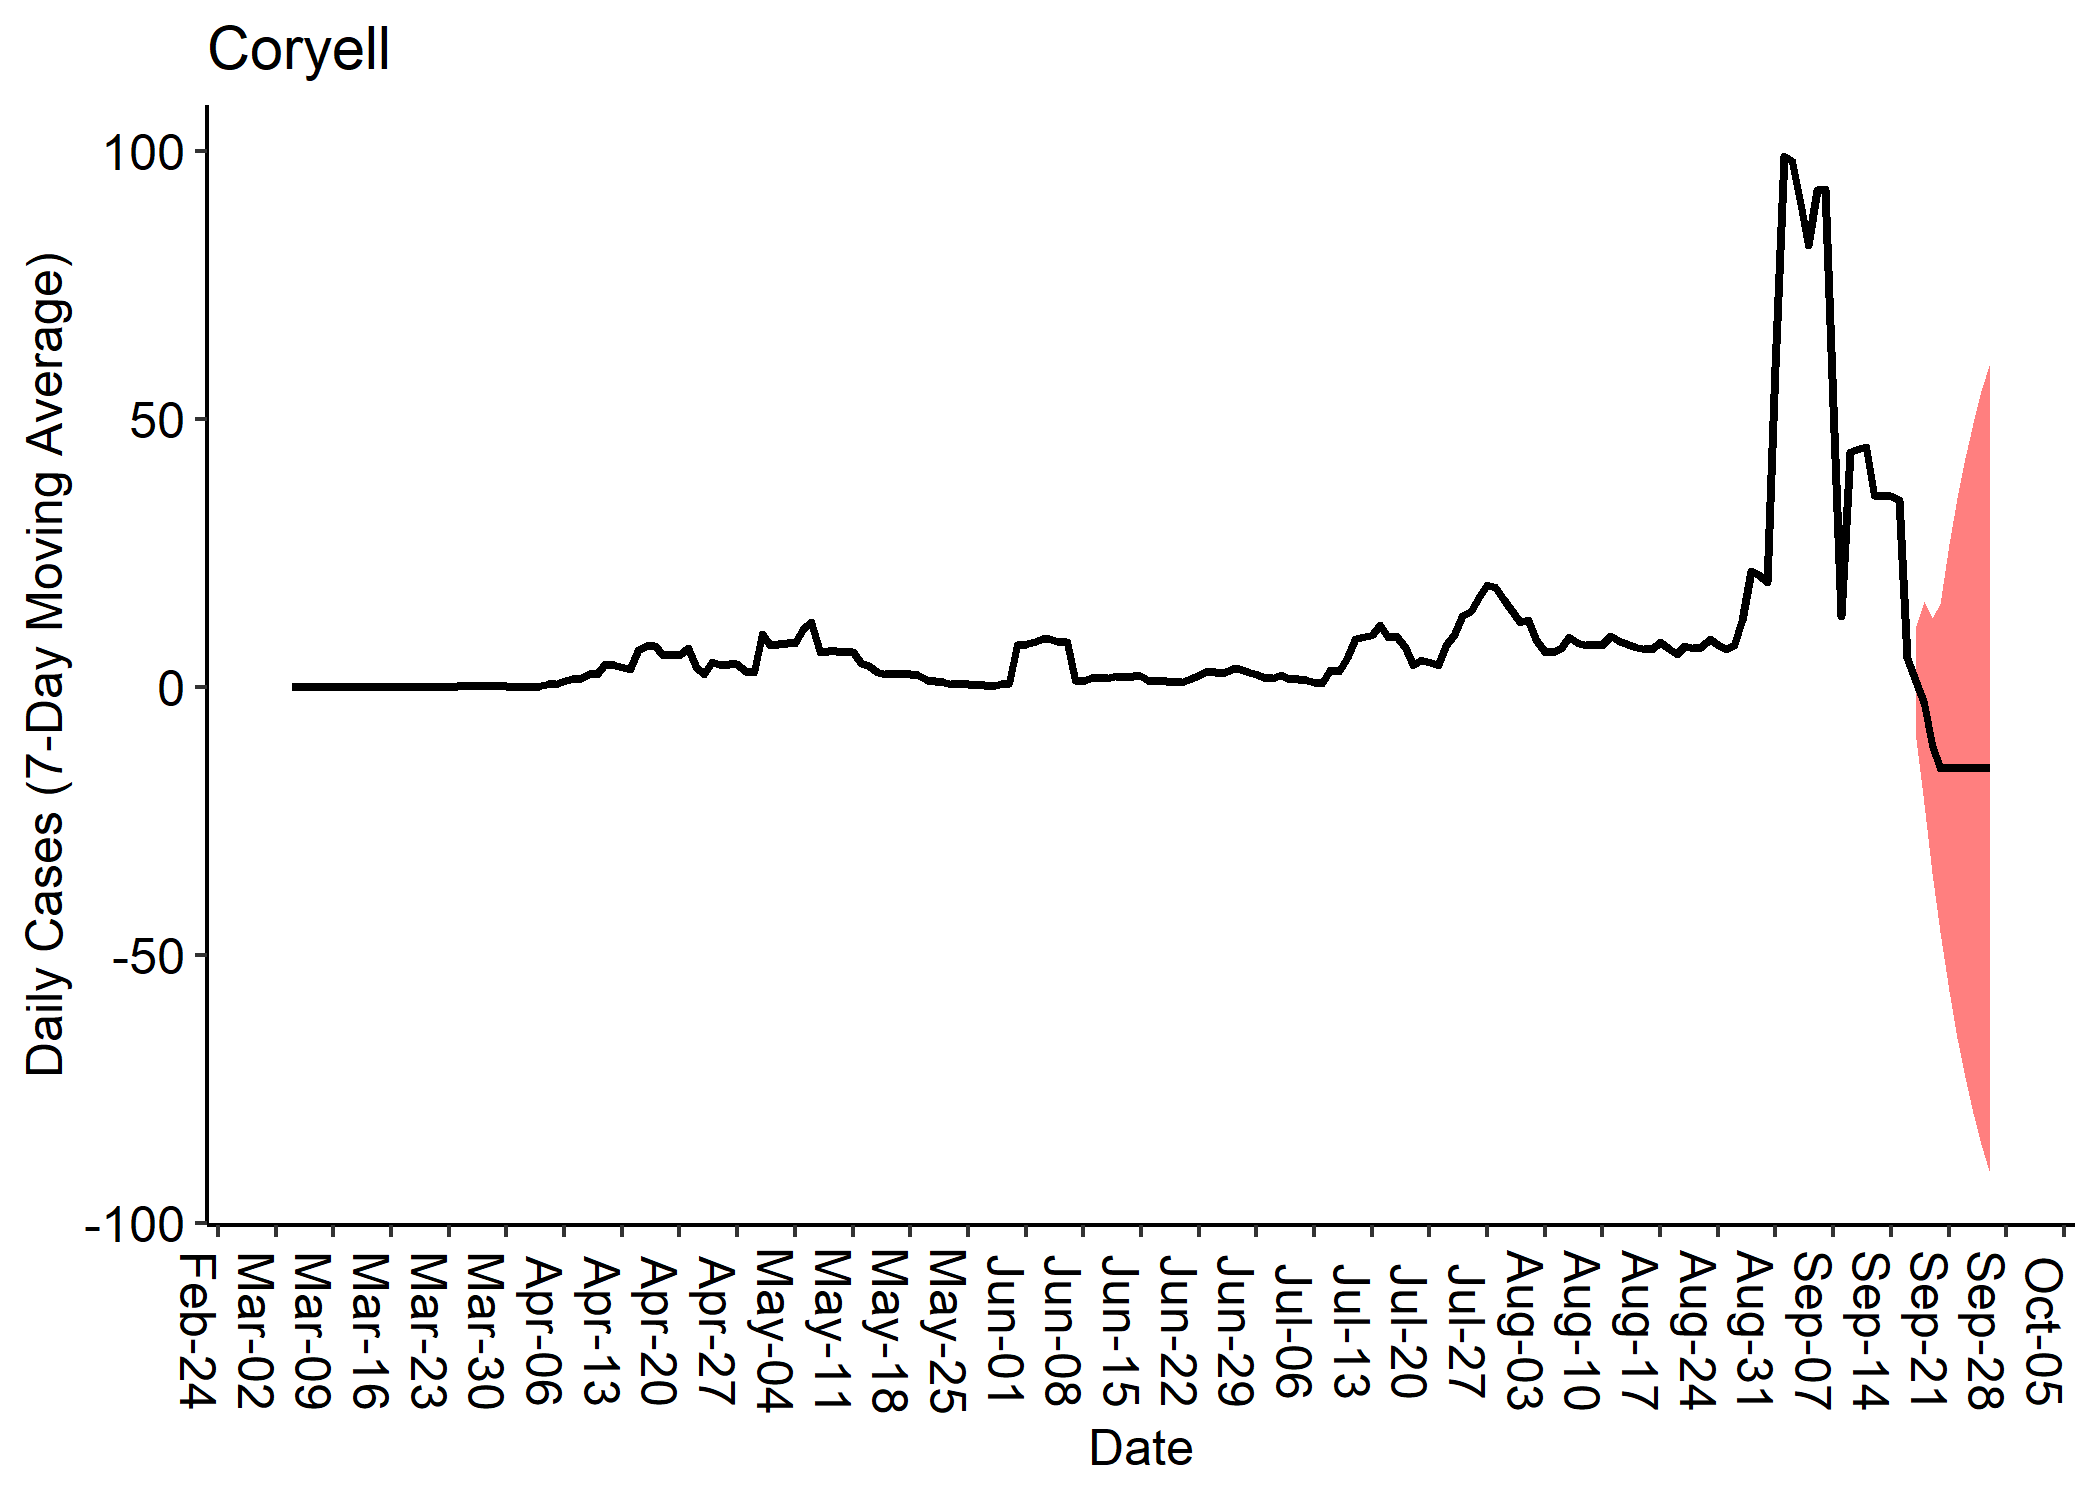 Coryell
Daily Cases (7-Day Moving Average)
100
50
0
-50
-100
Feb-24
Mar-02
Mar-09
Mar-16
Mar-23
Mar-30
Apr-06
Apr-13
Apr-20
Apr-27
May-04
May-11
May-18
May-25
Jun-01
Jun-08
Jun-15
Jun-22
Jun-29
Jul-06
Jul-13
Jul-20
Jul-27
Aug-03
Aug-10
Aug-17
Aug-24
Aug-31
Sep-07
Sep-14
Sep-21
Sep-28
Oct-05
Date